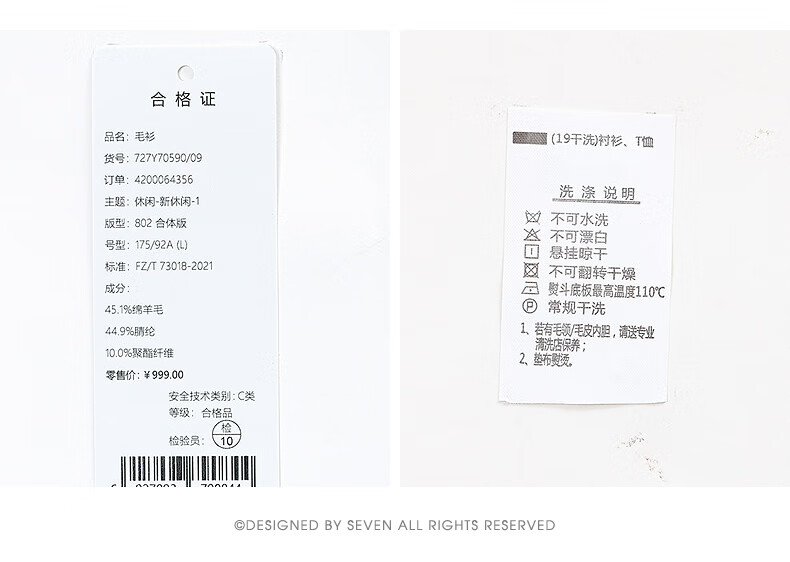 合格证
品名：毛衫
货号：727Y70590/09
订单：4200064356
主题：休闲-新休闲-1
版型：802 合体版
号型：175/92A (L)
标准：FZ/T 73018-2021
成分：
45.1%绵羊毛
44.9%腈纶
10.0%聚酯纤维
零售价：￥999.00
安全技术类别：C类
等级：合格品
检验员：检 10
(19干洗)衬衫、T恤
洗涤说明
不可水洗
不可漂白
悬挂晾干
不可翻转干燥
熨斗底板最高温度110℃
P 常规干洗
1、若有毛领/毛皮内胆，请送专业
清洗店保养；
2、垫布熨烫。
©DESIGNED BY SEVEN ALL RIGHTS RESERVED